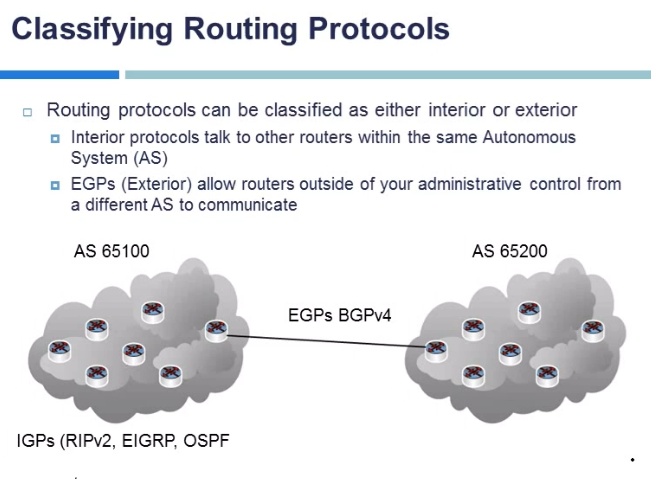 Classifying Routing Protocols
Routing protocols can be classified as either interior or exterior
Interior protocols talk to other routers within the same Autonomous
System (AS)
EGPs (Exterior) allow routers outside of your administrative control from
a different AS to communicate
AS 65100
AS 65200
EGPs BGPv4
IGPs (RIPv2, EIGRP, OSPF